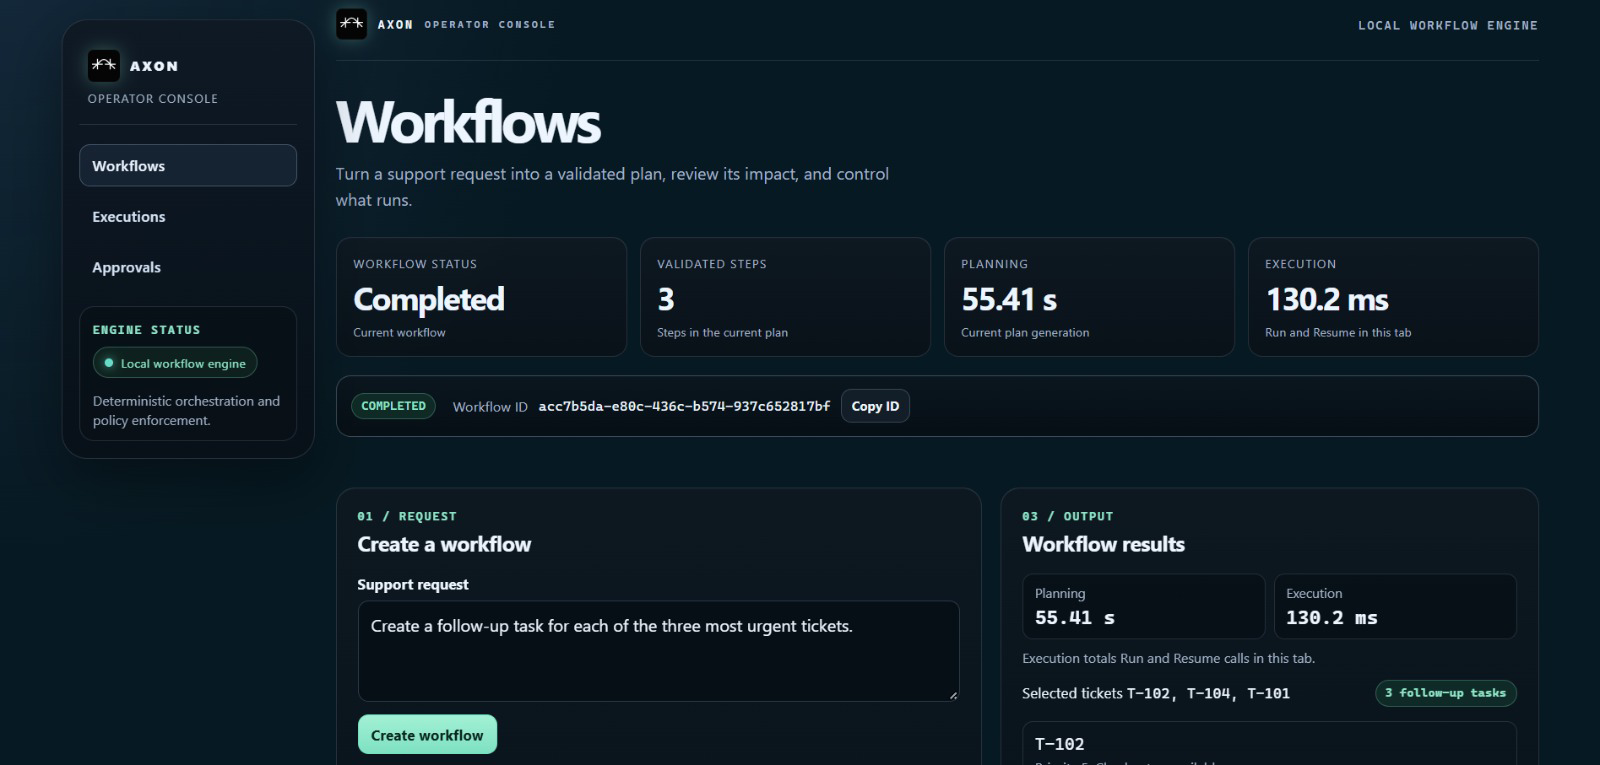 AXON
OPERATOR CONSOLE
Workflows
Executions
Approvals
ENGINE STATUS
Local workflow engine
Deterministic orchestration and
policy enforcement.
AXON OPERATOR CONSOLE
LOCAL WORKFLOW ENGINE
Workflows
Turn a support request into a validated plan, review its impact, and control
what runs.
WORKFLOW STATUS
Completed
Current workflow
VALIDATED STEPS
3
Steps in the current plan
PLANNING
55.41 s
Current plan generation
EXECUTION
130.2 ms
Run and Resume in this tab
COMPLETED Workflow ID acc7b5da-e80c-436c-b574-937c652817bf Copy ID
01 / REQUEST
Create a workflow
Support request
Create a follow-up task for each of the three most urgent tickets.
Create workflow
03 / OUTPUT
Workflow results
Planning
55.41 s
Execution
130.2 ms
Execution totals Run and Resume calls in this tab.
Selected tickets T-102, T-104, T-101
3 follow-up tasks
T-102